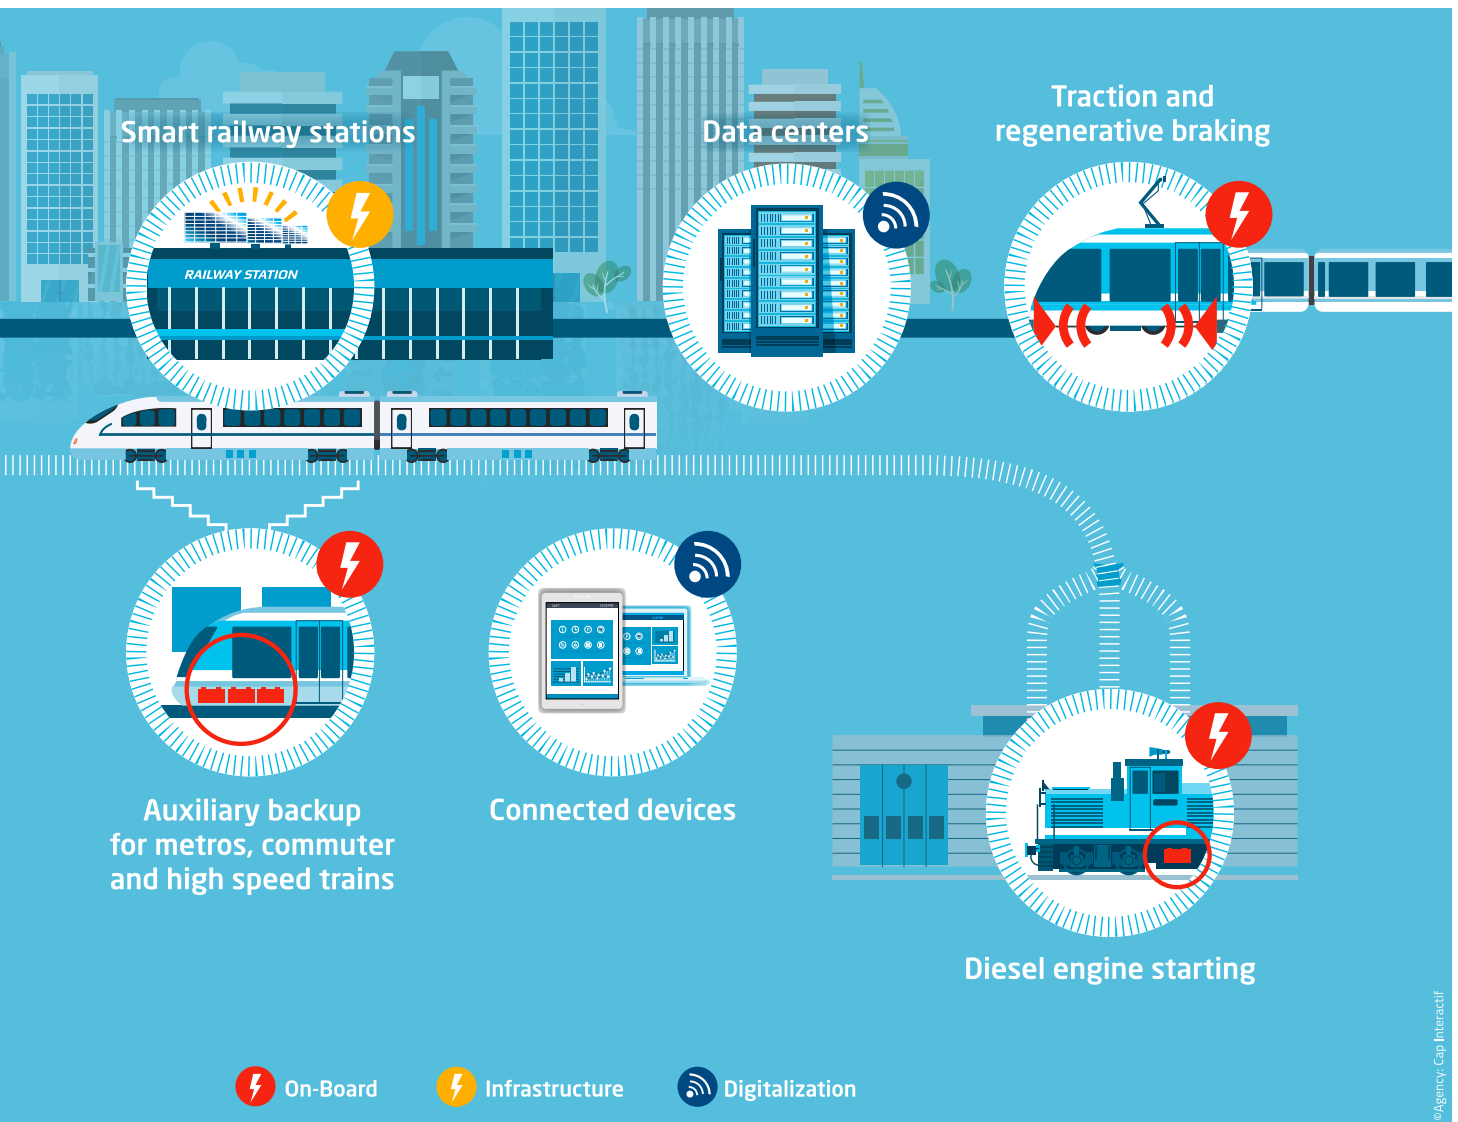 Smart railway stations
Data centers
Traction and
regenerative braking
RAILWAY STATION
Auxiliary backup
for metros, commuter
and high speed trains
Connected devices
Diesel engine starting
On-Board
Infrastructure
Digitalization
©Agency: Cap Interactif